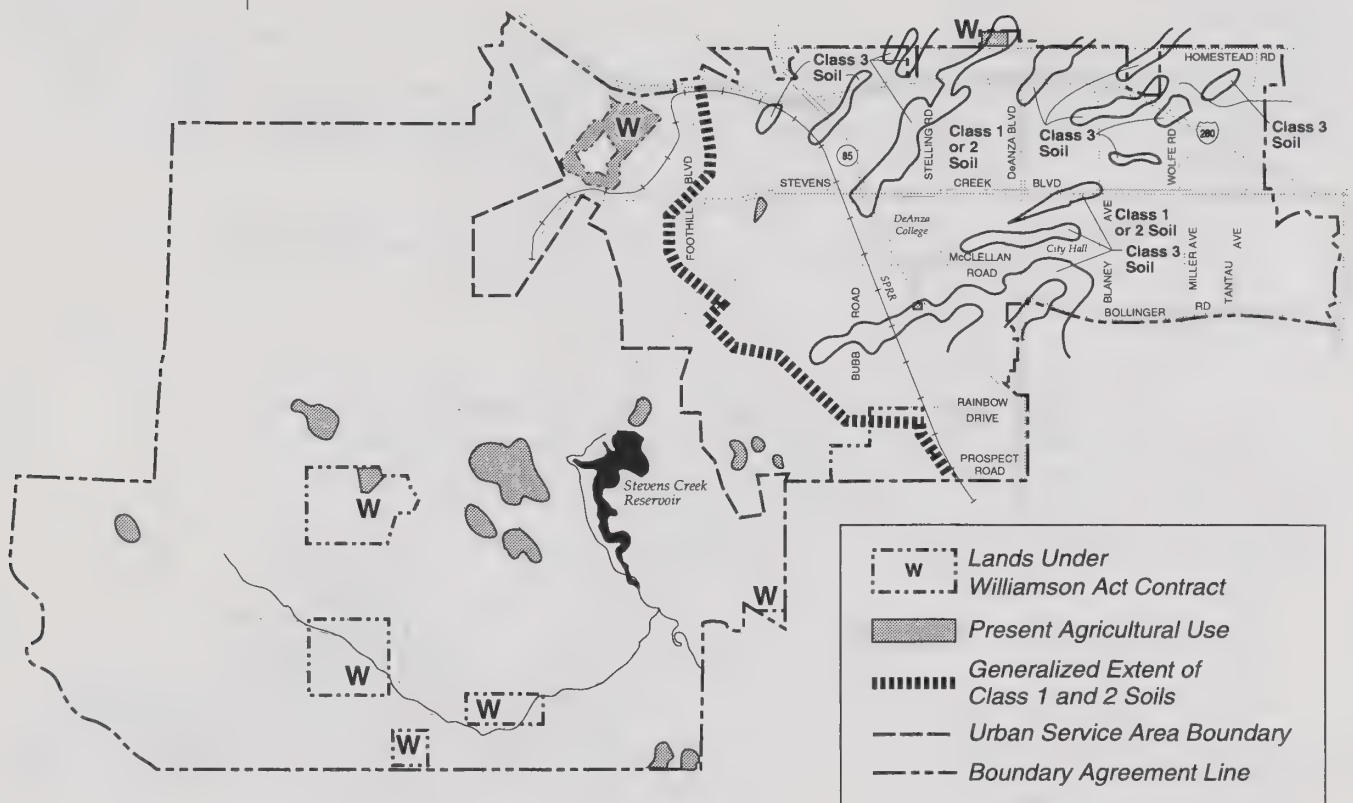 W
HOMESTEAD RD
Class 3
Soil
W
STELLING RD
Class 1
or 2
Soil
DeANZA BLVD
Class 3
Soil
WOLFE RD
280
Class 3
Soil
85
FOOTHILL BLVD
STEVENS CREEK BLVD
DeAnza
College
Class 1
or 2 Soil
Class 3
Soil
City Hall
McCLELLAN
ROAD
BLANEY AVE
MILLER AVE
TANTAU AVE
SPRR
BOLLINGER RD
BUBB ROAD
RAINBOW
DRIVE
PROSPECT
ROAD
Stevens Creek
Reservoir
W
W
W
W
W
W Lands Under
Williamson Act Contract
Present Agricultural Use
Generalized Extent of
Class 1 and 2 Soils
Urban Service Area Boundary
Boundary Agreement Line